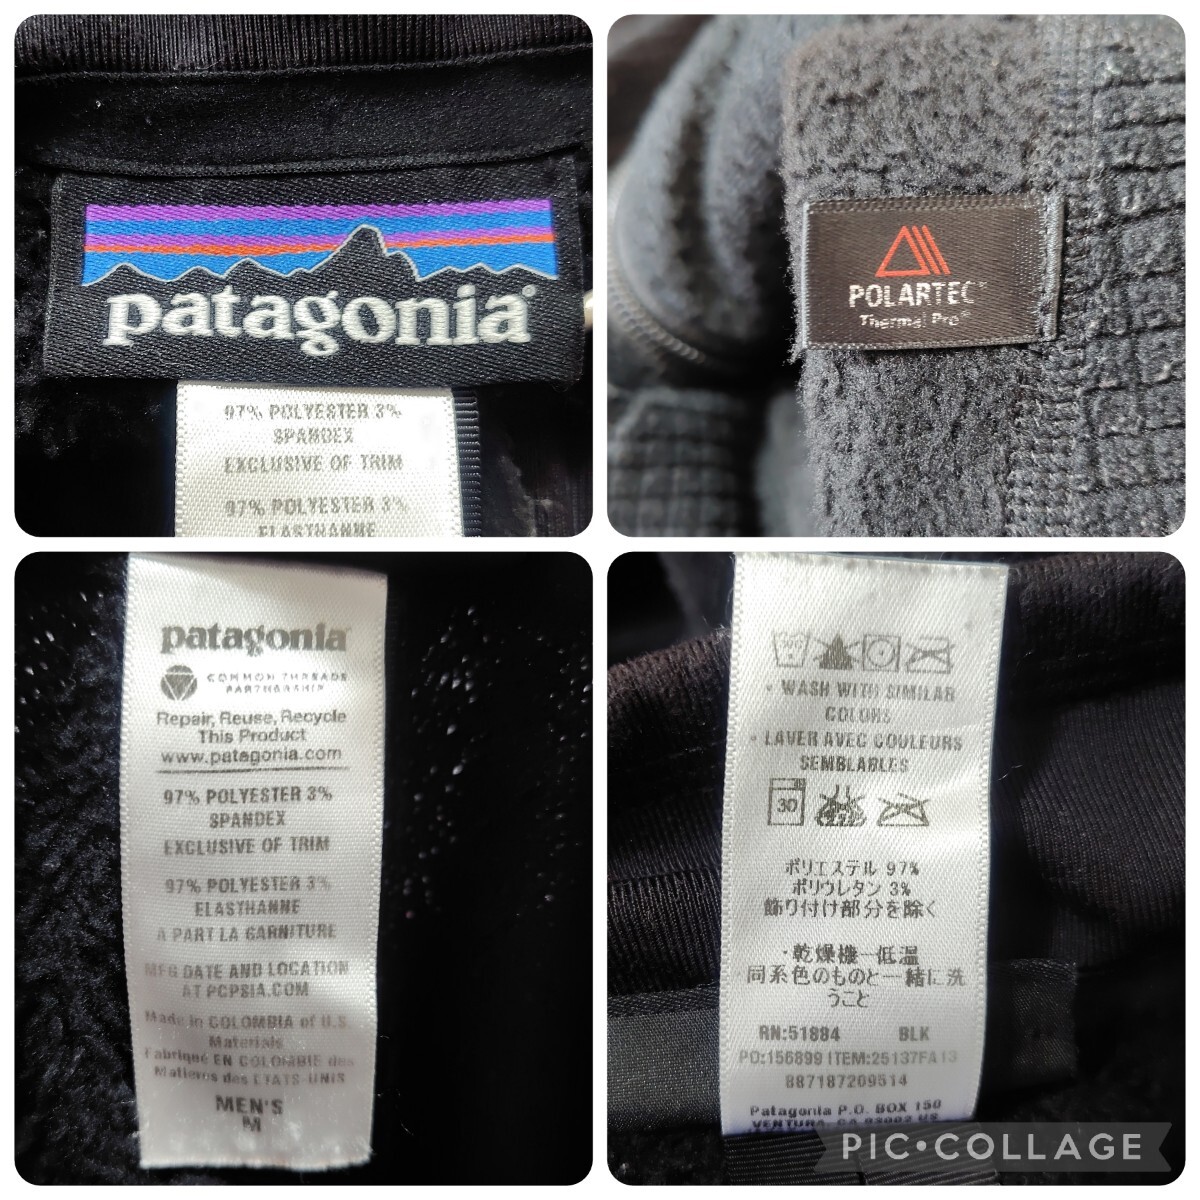 patagonia®
97% POLYESTER 3%
SPANDEX
EXCLUSIVE OF TRIM
97% POLYESTER 3%
ELASTHANNE
POLARTEC®
Thermal Pro®
patagonia®
COMMON THREADS
PARTNERSHIP
Repair, Reuse, Recycle
This Product
www.patagonia.com
97% POLYESTER 3%
SPANDEX
EXCLUSIVE OF TRIM
97% POLYESTER 3%
ELASTHANNE
A PART LA GARNITURE
MFG DATE AND LOCATION
AT PCPSIA.COM
Made in COLOMBIA of U.S.
Materials
Fabriqué EN COLOMBIE des
Matieres des ETATS-UNIS
MEN'S
M
• WASH WITH SIMILAR
COLORS
• LAVER AVEC COULEURS
SEMBLABLES
30
ポリエステル 97%
ポリウレタン 3%
飾り付け部分を除く
・乾燥機－低温
・同系色のものと一緒に洗
うこと
RN:51884 BLK
PO:156899 ITEM:25137FA13
887187209514
Patagonia P.O. BOX 150
VENTURA, CA 93002 US
PIC•COLLAGE